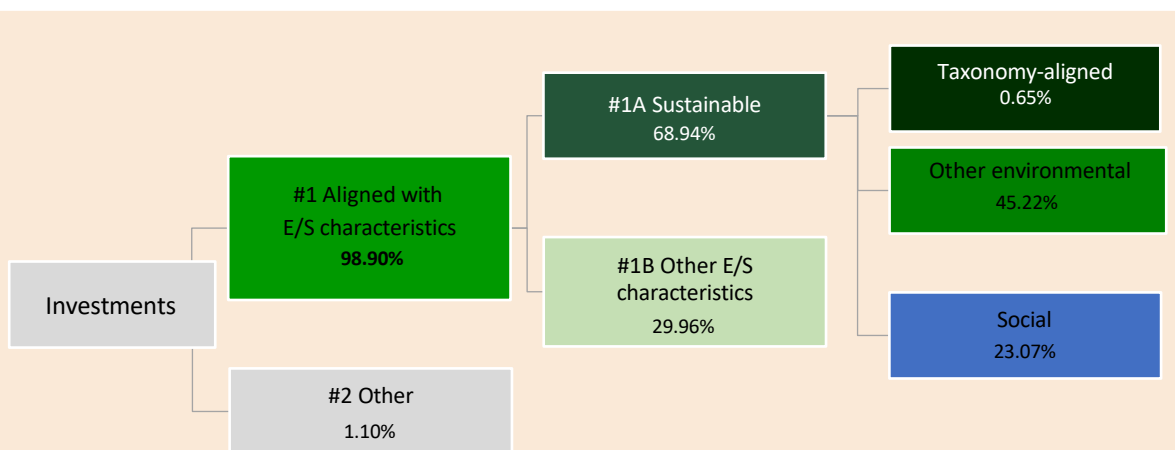 Investments
#1 Aligned with
E/S characteristics
98.90%
#2 Other
1.10%
#1A Sustainable
68.94%
#1B Other E/S
characteristics
29.96%
Taxonomy-aligned
0.65%
Other environmental
45.22%
Social
23.07%